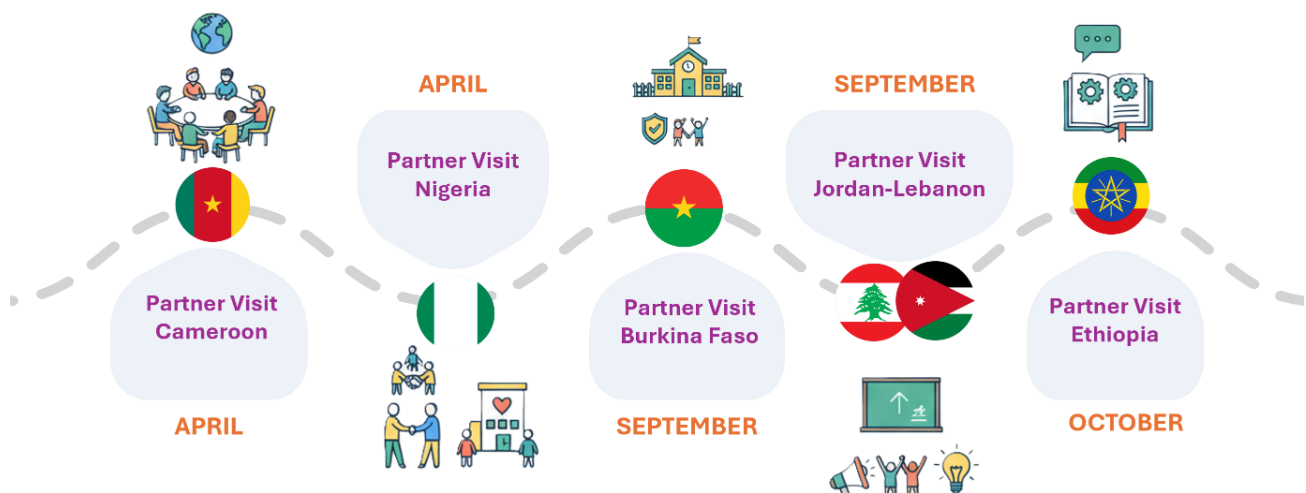 Partner Visit
Cameroon
APRIL
APRIL
Partner Visit
Nigeria
Partner Visit
Burkina Faso
SEPTEMBER
SEPTEMBER
Partner Visit
Jordan-Lebanon
Partner Visit
Ethiopia
OCTOBER